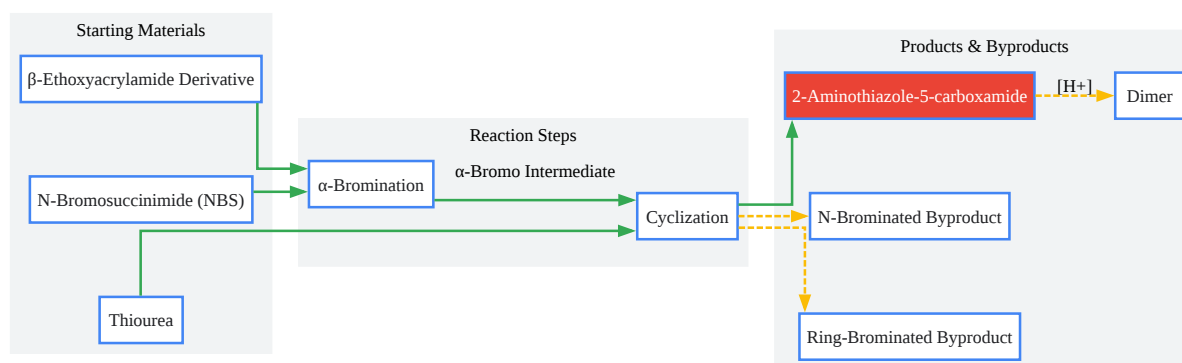 Starting Materials
β-Ethoxyacrylamide Derivative
N-Bromosuccinimide (NBS)
Thiourea
Reaction Steps
α-Bromination
α-Bromo Intermediate
Cyclization
Products & Byproducts
2-Aminothiazole-5-carboxamide
[H+]
Dimer
N-Brominated Byproduct
Ring-Brominated Byproduct